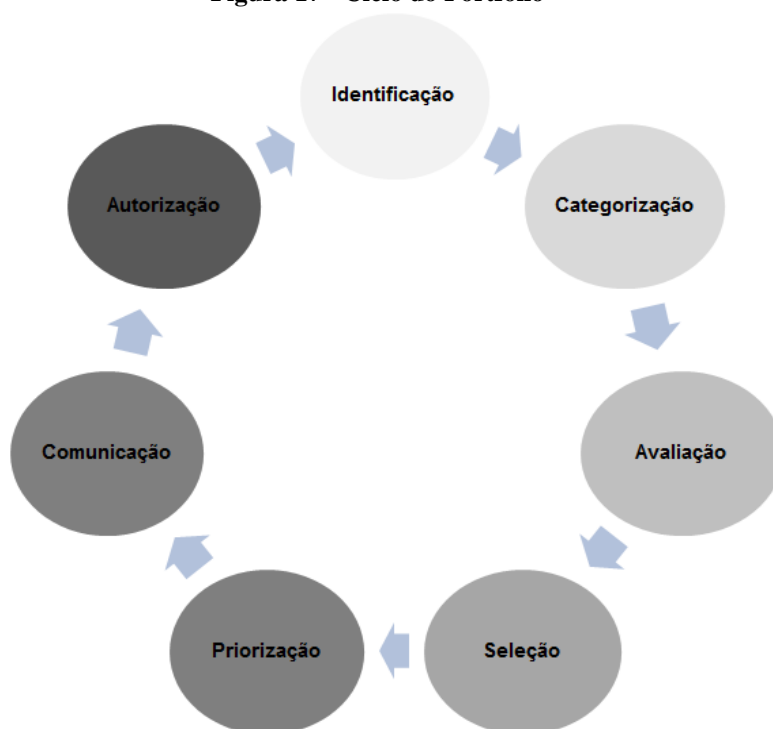 Identificação
Categorização
Avaliação
Seleção
Priorização
Comunicação
Autorização